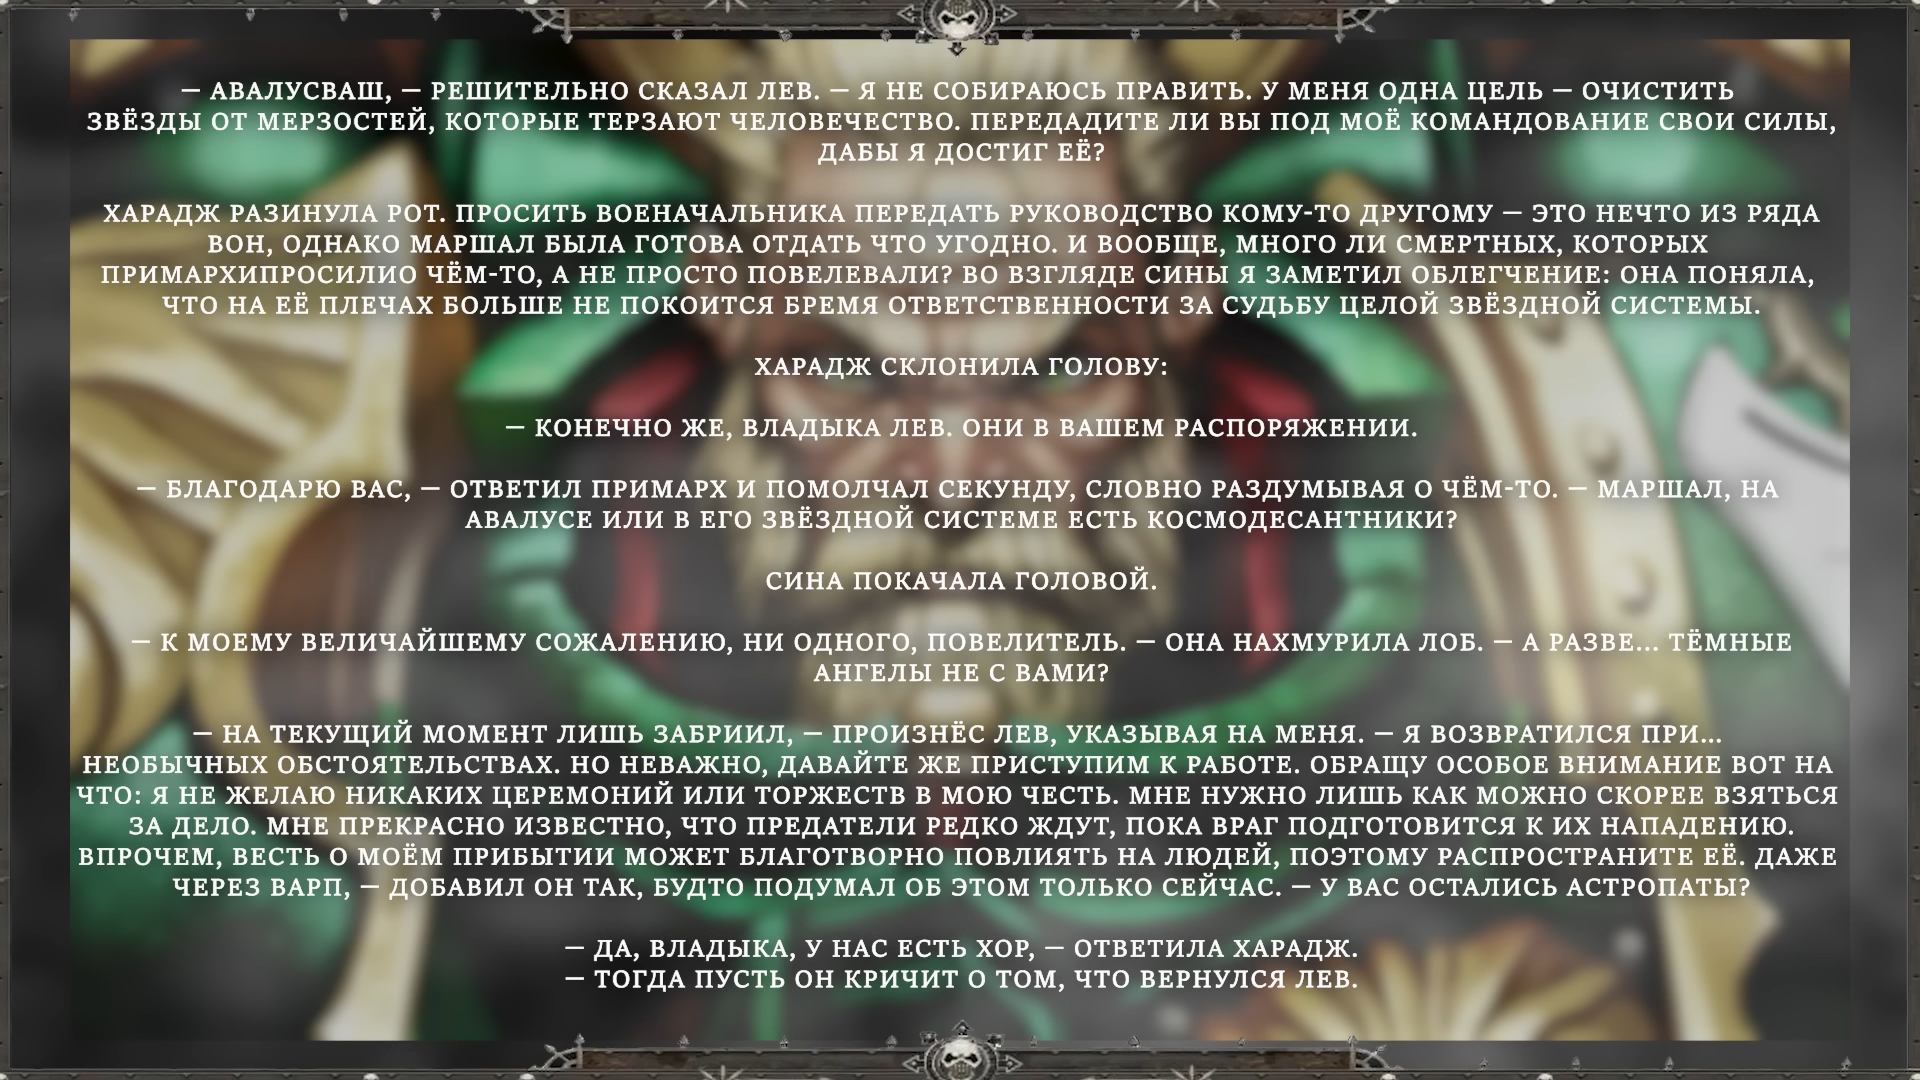 — АВАЛУСВАШ, — РЕШИТЕЛЬНО СКАЗАЛ ЛЕВ. — Я НЕ СОБИРАЮСЬ ПРАВИТЬ. У МЕНЯ ОДНА ЦЕЛЬ — ОЧИСТИТЬ
ЗВЁЗДЫ ОТ МЕРЗОСТЕЙ, КОТОРЫЕ ТЕРЗАЮТ ЧЕЛОВЕЧЕСТВО. ПЕРЕДАДИТЕ ЛИ ВЫ ПОД МОЁ КОМАНДОВАНИЕ СВОИ СИЛЫ,
ДАБЫ Я ДОСТИГ ЕЁ?
ХАРАДЖ РАЗИНУЛА РОТ. ПРОСИТЬ ВОЕНАЧАЛЬНИКА ПЕРЕДАТЬ РУКОВОДСТВО КОМУ-ТО ДРУГОМУ — ЭТО НЕЧТО ИЗ РЯДА
ВОН, ОДНАКО МАРШАЛ БЫЛА ГОТОВА ОТДАТЬ ЧТО УГОДНО. И ВООБЩЕ, МНОГО ЛИ СМЕРТНЫХ, КОТОРЫХ
ПРИМАРХИПРОСИЛИО ЧЁМ-ТО, А НЕ ПРОСТО ПОВЕЛЕВАЛИ? ВО ВЗГЛЯДЕ СИНЫ Я ЗАМЕТИЛ ОБЛЕГЧЕНИЕ: ОНА ПОНЯЛА,
ЧТО НА ЕЁ ПЛЕЧАХ БОЛЬШЕ НЕ ПОКОИТСЯ БРЕМЯ ОТВЕТСТВЕННОСТИ ЗА СУДЬБУ ЦЕЛОЙ ЗВЁЗДНОЙ СИСТЕМЫ.
ХАРАДЖ СКЛОНИЛА ГОЛОВУ:
— КОНЕЧНО ЖЕ, ВЛАДЫКА ЛЕВ. ОНИ В ВАШЕМ РАСПОРЯЖЕНИИ.
— БЛАГОДАРЮ ВАС, — ОТВЕТИЛ ПРИМАРХ И ПОМОЛЧАЛ СЕКУНДУ, СЛОВНО РАЗДУМЫВАЯ О ЧЁМ-ТО. — МАРШАЛ, НА
АВАЛУСЕ ИЛИ В ЕГО ЗВЁЗДНОЙ СИСТЕМЕ ЕСТЬ КОСМОДЕСАНТНИКИ?
СИНА ПОКАЧАЛА ГОЛОВОЙ.
— К МОЕМУ ВЕЛИЧАЙШЕМУ СОЖАЛЕНИЮ, НИ ОДНОГО, ПОВЕЛИТЕЛЬ. — ОНА НАХМУРИЛА ЛОБ. — А РАЗВЕ... ТЁМНЫЕ
АНГЕЛЫ НЕ С ВАМИ?
— НА ТЕКУЩИЙ МОМЕНТ ЛИШЬ ЗАБРИИЛ, — ПРОИЗНЁС ЛЕВ, УКАЗЫВАЯ НА МЕНЯ. — Я ВОЗВРАТИЛСЯ ПРИ...
НЕОБЫЧНЫХ ОБСТОЯТЕЛЬСТВАХ. НО НЕВАЖНО, ДАВАЙТЕ ЖЕ ПРИСТУПИМ К РАБОТЕ. ОБРАЩУ ОСОБОЕ ВНИМАНИЕ ВОТ НА
ЧТО: Я НЕ ЖЕЛАЮ НИКАКИХ ЦЕРЕМОНИЙ ИЛИ ТОРЖЕСТВ В МОЮ ЧЕСТЬ. МНЕ НУЖНО ЛИШЬ КАК МОЖНО СКОРЕЕ ВЗЯТЬСЯ
ЗА ДЕЛО. МНЕ ПРЕКРАСНО ИЗВЕСТНО, ЧТО ПРЕДАТЕЛИ РЕДКО ЖДУТ, ПОКА ВРАГ ПОДГОТОВИТСЯ К ИХ НАПАДЕНИЮ.
ВПРОЧЕМ, ВЕСТЬ О МОЁМ ПРИБЫТИИ МОЖЕТ БЛАГОТВОРНО ПОВЛИЯТЬ НА ЛЮДЕЙ, ПОЭТОМУ РАСПРОСТРАНИТЕ ЕЁ. ДАЖЕ
ЧЕРЕЗ ВАРП, — ДОБАВИЛ ОН ТАК, БУДТО ПОДУМАЛ ОБ ЭТОМ ТОЛЬКО СЕЙЧАС. — У ВАС ОСТАЛИСЬ АСТРОПАТЫ?
— ДА, ВЛАДЫКА, У НАС ЕСТЬ ХОР, — ОТВЕТИЛА ХАРАДЖ.
— ТОГДА ПУСТЬ ОН КРИЧИТ О ТОМ, ЧТО ВЕРНУЛСЯ ЛЕВ.